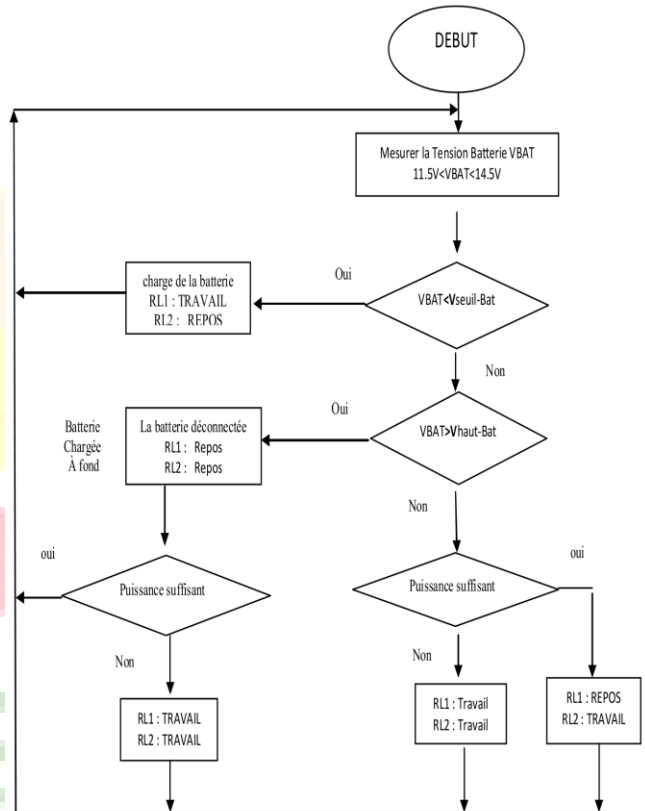 DEBUT
Mesurer la Tension Batterie VBAT
11.5V<VBAT<14.5V
Oui
charge de la batterie
RL1 : TRAVAIL
RL2 : REPOS
VBAT<Vseuil-Bat
Non
Oui
Batterie
Chargée
À fond
La batterie déconnectée
RL1 : Repos
RL2 : Repos
VBAT>Vhaut-Bat
Non
oui
Puissance suffisant
Puissance suffisant
oui
Non
Non
RL1 : TRAVAIL
RL2 : TRAVAIL
RL1 : Travail
RL2 : Travail
RL1 : REPOS
RL2 : TRAVAIL